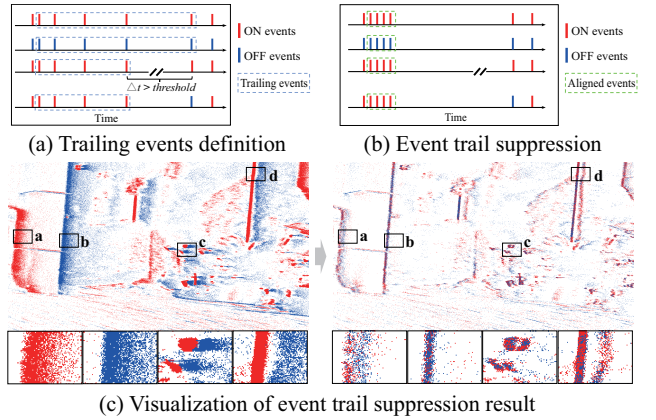 ON events
OFF events
Trailing events
△t > threshold
Time
(a) Trailing events definition
ON events
OFF events
Aligned events
Time
(b) Event trail suppression
a
b
c
d
a
b
c
d
(c) Visualization of event trail suppression result